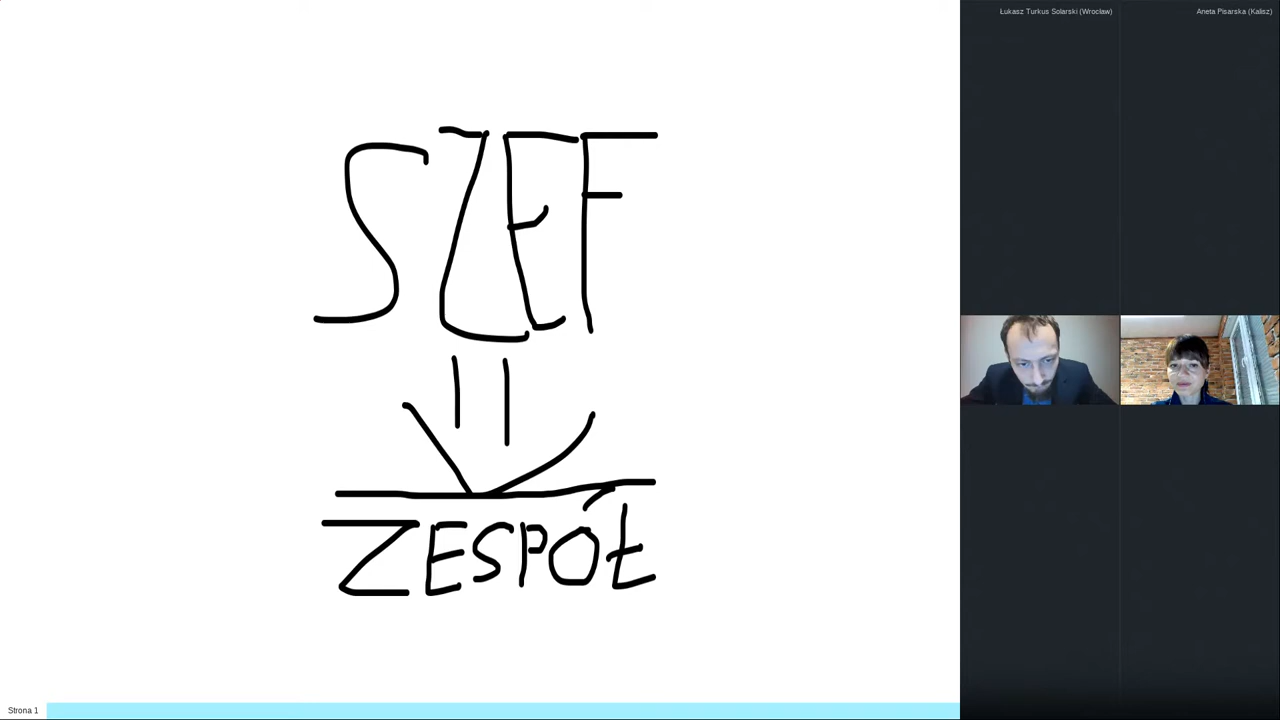 Łukasz Turkus Solarski (Wrocław)
Aneta Pisarska (Kalisz)
SZEF
ZESPÓŁ
Strona 1